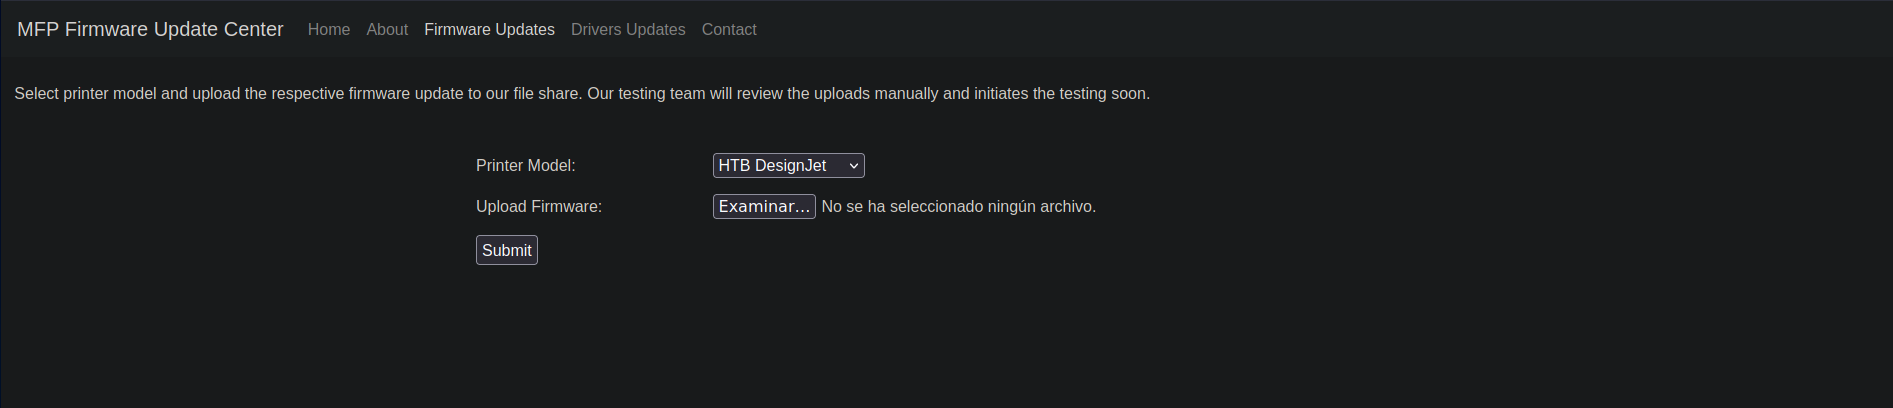 MFP Firmware Update Center Home About Firmware Updates Drivers Updates Contact
Select printer model and upload the respective firmware update to our file share. Our testing team will review the uploads manually and initiates the testing soon.
Printer Model: HTB DesignJet
Upload Firmware: Examinar... No se ha seleccionado ningún archivo.
Submit